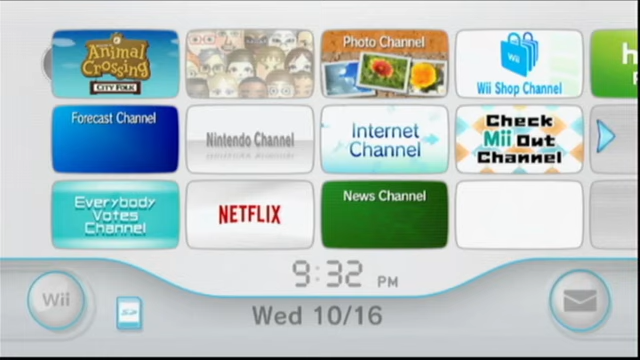 Animal
Crossing
CITY FOLK
Photo Channel
Wii
Wii Shop Channel
h
Forecast Channel
Nintendo Channel
Internet
Channel
Check
Mii Out
Channel
Everybody
Votes
Channel
NETFLIX
News Channel
9:32 PM
Wii
SD
Wed 10/16